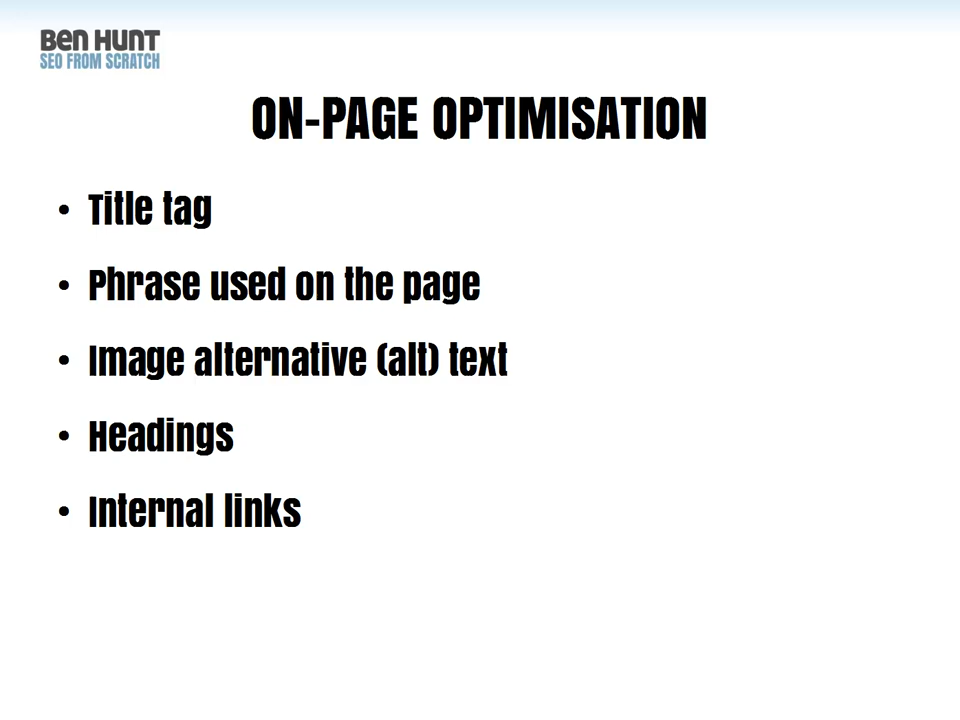 Ben Hunt
SEO FROM SCRATCH
ON-PAGE OPTIMISATION
• Title tag
• Phrase used on the page
• Image alternative (alt) text
• Headings
• Internal links